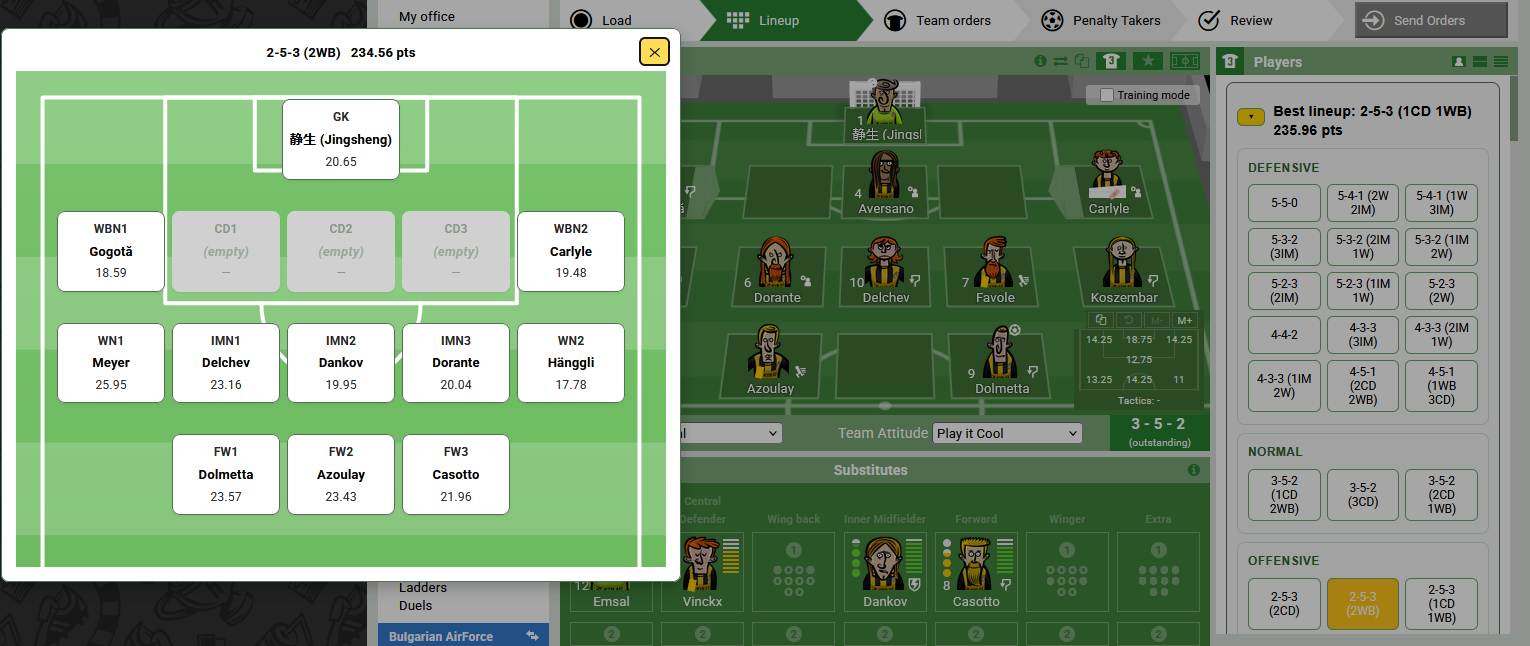 My office
Load
Lineup
Team orders
Penalty Takers
Review
Send Orders
2-5-3 (2WB) 234.56 pts
GK
静生 (Jingsheng)
20.65
WBN1
Gogotă
18.59
CD1
(empty)
—
CD2
(empty)
—
CD3
(empty)
—
WBN2
Carlyle
19.48
WN1
Meyer
25.95
IMN1
Delchev
23.16
IMN2
Dankov
19.95
IMN3
Dorante
20.04
WN2
Hänggli
17.78
FW1
Dolmetta
23.57
FW2
Azoulay
23.43
FW3
Casotto
21.96
Ladders
Duels
Bulgarian AirForce
3
Training mode
1
静生 (Jingsl
4
Aversano
Carlyle
6
Dorante
10
Delchev
7
Favole
Koszembar
Azoulay
9
Dolmetta
M-
M+
14.25 18.75 14.25
12.75
13.25 14.25 11
Tactics: -
Team Attitude
Play it Cool
3 - 5 - 2
(outstanding)
Substitutes
Central
Defender
Wing back
Inner Midfielder
Forward
Winger
Extra
12
Emsal
Vinckx
1
Dankov
8
Casotto
1
1
2
2
2
2
2
2
2
3
Players
Best lineup: 2-5-3 (1CD 1WB)
235.96 pts
DEFENSIVE
5-5-0
5-4-1 (2W
2IM)
5-4-1 (1W
3IM)
5-3-2
(3IM)
5-3-2 (2IM
1W)
5-3-2 (1IM
2W)
5-2-3
(2IM)
5-2-3 (1IM
1W)
5-2-3
(2W)
4-4-2
4-3-3
(3IM)
4-3-3 (2IM
1W)
4-3-3 (1IM
2W)
4-5-1
(2CD
2WB)
4-5-1
(1WB
3CD)
NORMAL
3-5-2
(1CD
2WB)
3-5-2
(3CD)
3-5-2
(2CD
1WB)
OFFENSIVE
2-5-3
(2CD)
2-5-3
(2WB)
2-5-3
(1CD
1WB)